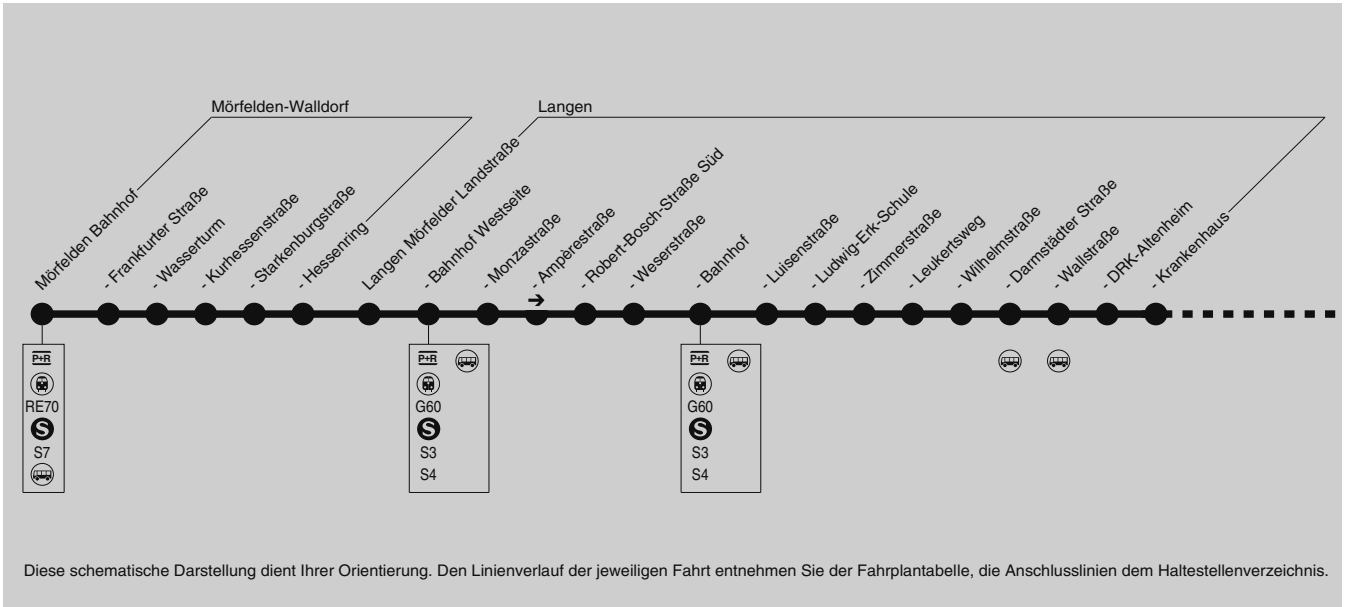 Mörfelden-Walldorf
Langen
Mörfelden Bahnhof
- Frankfurter Straße
- Wasserturm
- Kurhessenstraße
- Starkenburgstraße
- Hessenring
Langen Mörfelder Landstraße
- Bahnhof Westseite
- Monzastraße
- Ampèrestraße
- Robert-Bosch-Straße Süd
- Weserstraße
- Bahnhof
- Luisenstraße
- Ludwig-Erk-Schule
- Zimmerstraße
- Leukertsweg
- Wilhelmstraße
- Darmstädter Straße
- Wallstraße
- DRK-Altenheim
- Krankenhaus
P+R
RE70
S
S7
P+R
G60
S
S3
S4
P+R
G60
S
S3
S4
Diese schematische Darstellung dient Ihrer Orientierung. Den Linienverlauf der jeweiligen Fahrt entnehmen Sie der Fahrplantabelle, die Anschlusslinien dem Haltestellenverzeichnis.